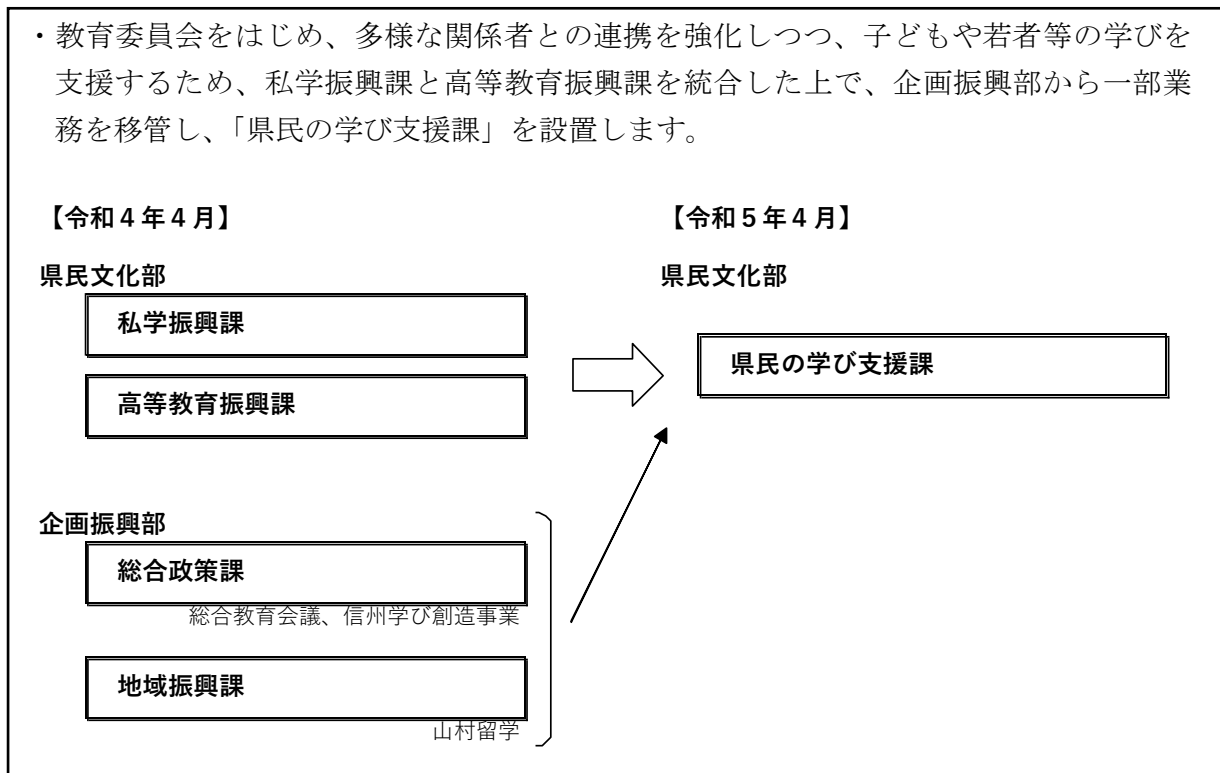 ・教育委員会をはじめ、多様な関係者との連携を強化しつつ、子どもや若者等の学びを
支援するため、私学振興課と高等教育振興課を統合した上で、企画振興部から一部業
務を移管し、「県民の学び支援課」を設置します。
【令和４年４月】
県民文化部
私学振興課
高等教育振興課
企画振興部
総合政策課
総合教育会議、信州学び創造事業
地域振興課
山村留学
【令和５年４月】
県民文化部
県民の学び支援課